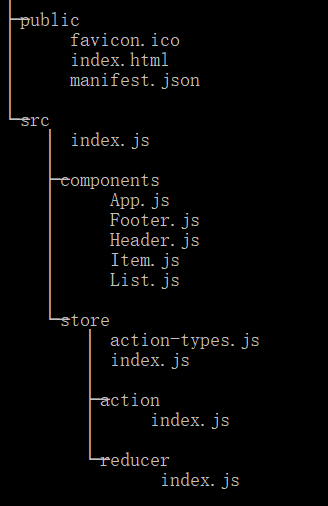 public
favicon.ico
index.html
manifest.json
src
index.js
components
App.js
Footer.js
Header.js
Item.js
List.js
store
action-types.js
index.js
action
index.js
reducer
index.js